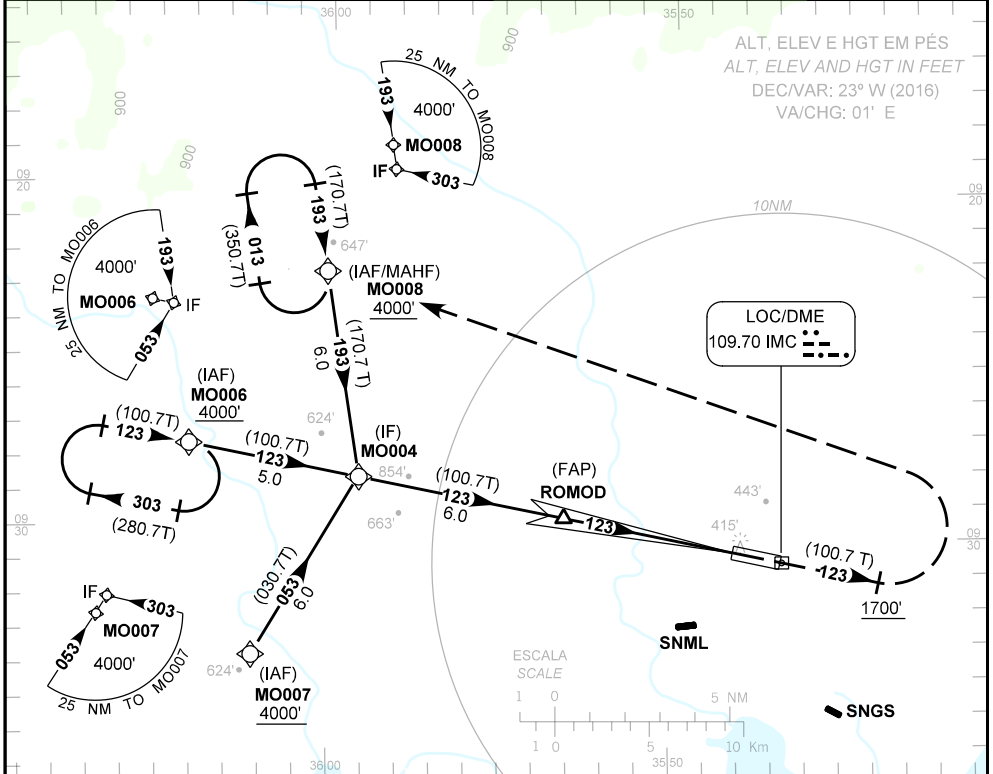 36 00
35 50
ALT, ELEV E HGT EM PÉS
ALT, ELEV AND HGT IN FEET
DEC/VAR: 23º W (2016)
VA/CHG: 01' E
900
900
900
25 NM TO MO008
193
4000'
MO008
IF
303
09
20
09
20
10NM
25 NM TO MO006
193
4000'
MO006
IF
053
(170.7T)
193
013
(350.7T)
647'
(IAF/MAHF)
MO008
4000'
(170.7 T)
193
6.0
LOC/DME
109.70 IMC
(IAF)
MO006
4000'
(100.7T)
123
303
(280.7T)
(100.7T)
123
5.0
624'
(IF)
MO004
854'
663'
(100.7T)
123
6.0
(FAP)
ROMOD
123
443'
415'
(100.7 T)
123
1700'
09
30
09
30
(030.7T)
053
6.0
IF
303
MO007
053
4000'
25 NM TO MO007
624'
(IAF)
MO007
4000'
SNML
SNGS
ESCALA
SCALE
1 0 5 NM
1 0 5 10 Km
36 00
35 50